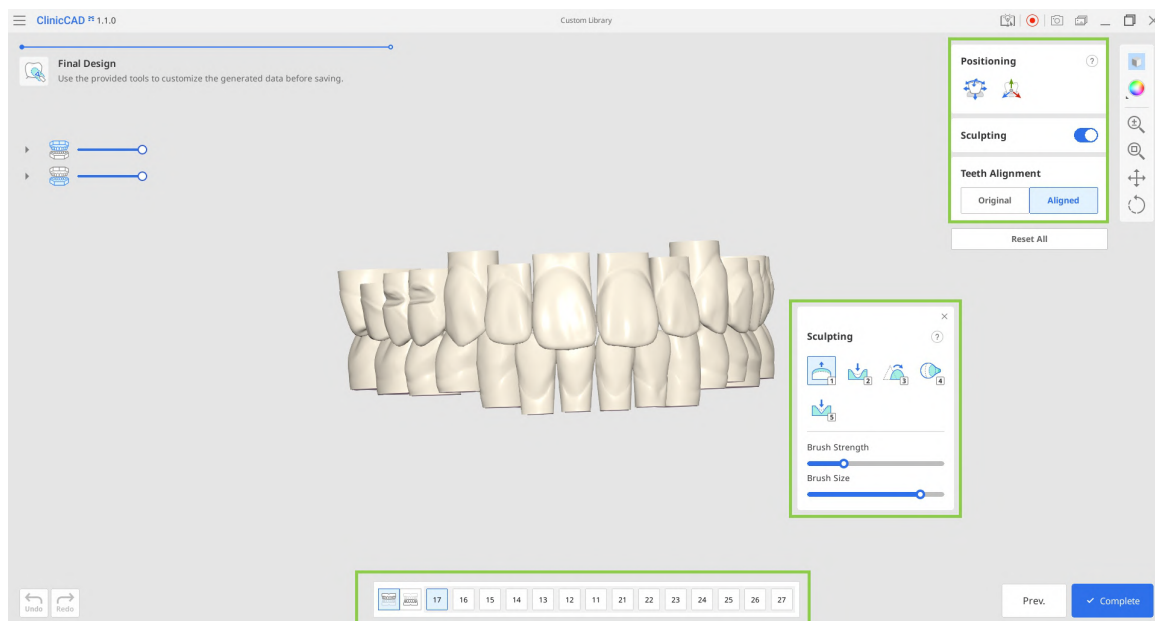 ClinicCAD 1.1.0
Custom Library
Final Design
Use the provided tools to customize the generated data before saving.
Positioning ?
Sculpting
Teeth Alignment
Original Aligned
Reset All
Sculpting ?
1 2 3 4
5
Brush Strength
Brush Size
Undo Redo
17 16 15 14 13 12 11 21 22 23 24 25 26 27
Prev. Complete